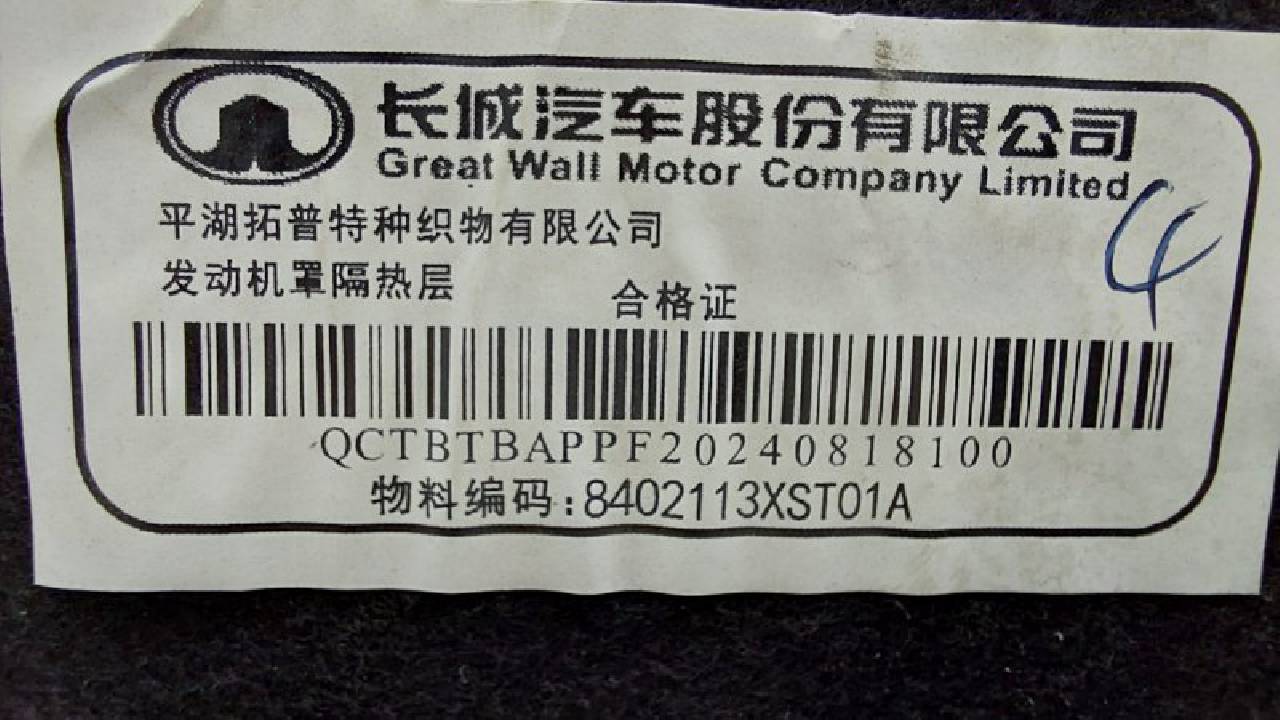 长城汽车股份有限公司
Great Wall Motor Company Limited
平湖拓普特种织物有限公司
发动机罩隔热层 合格证
QCTBTBAPPF20240818100
物料编码:8402113XST01A